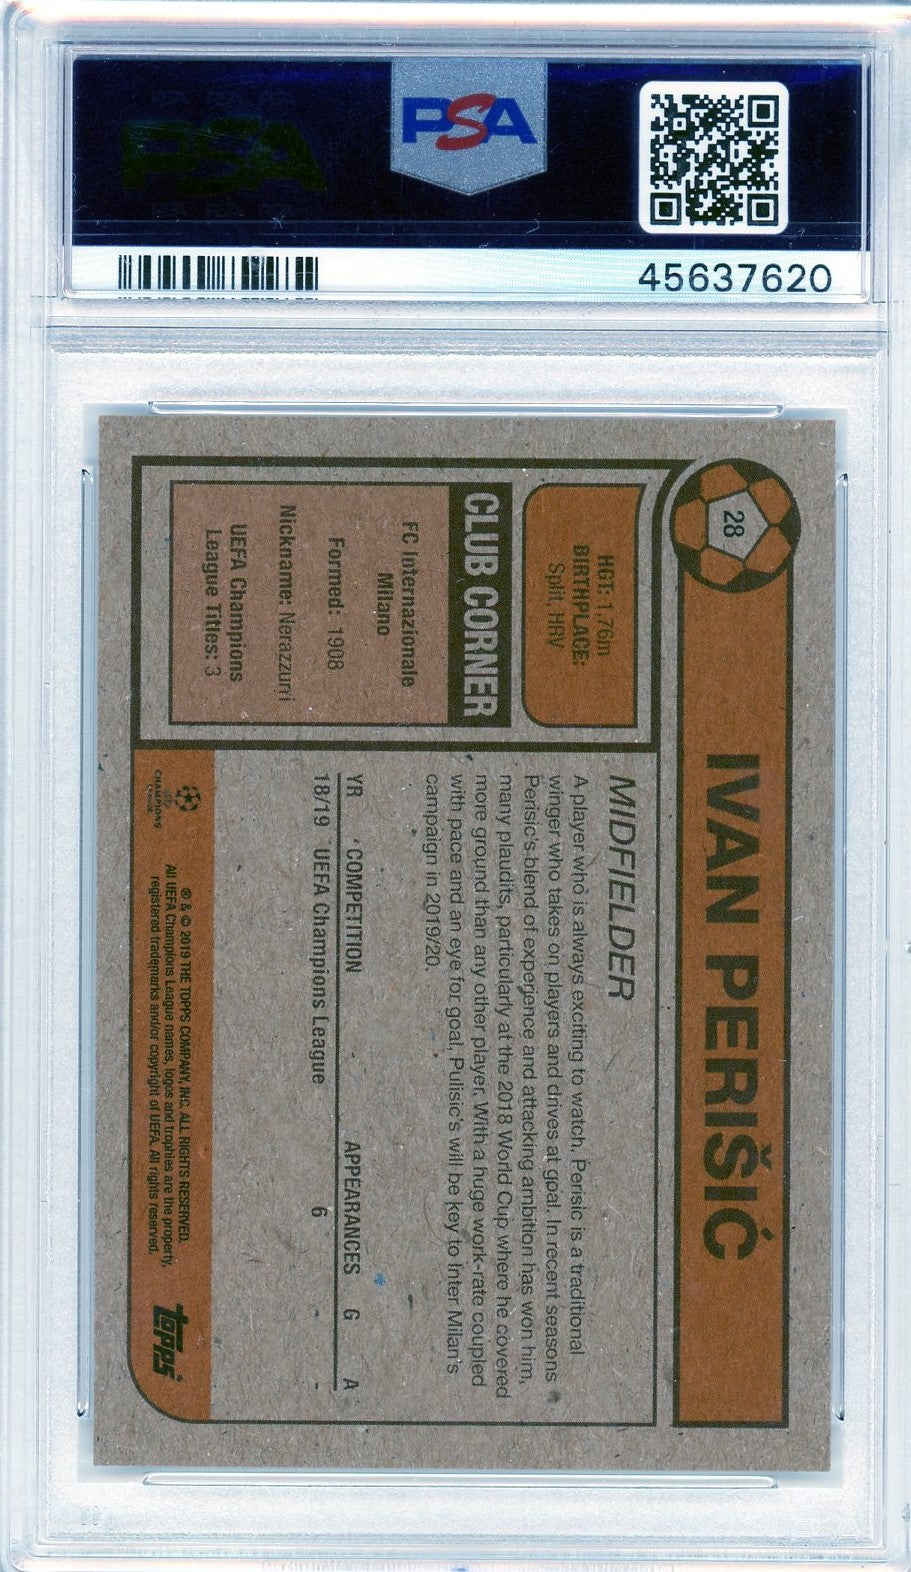 PSA
45637620
28
IVAN PERIŠIĆ
HGT: 1,76m
BIRTHPLACE:
Split, HRV
CLUB CORNER
FC Internazionale
Milano
Formed: 1908
Nickname: Nerazzurri
UEFA Champions
League Titles: 3
MIDFIELDER
A player who is always exciting to watch, Perisic is a traditional
winger who takes on players and drives at goal. In recent seasons
Perisic's blend of experience and attacking ambition has won him,
many plaudits, particularly at the 2018 World Cup where he covered
more ground than any other player. With a huge work-rate coupled
with pace and an eye for goal, Pulisic's will be key to Inter Milan's
campaign in 2019/20.
YR COMPETITION APPEARANCES G A
18/19 UEFA Champions League 6 - -
CHAMPIONS
LEAGUE
® & © 2019 THE TOPPS COMPANY, INC. ALL RIGHTS RESERVED.
All UEFA Champions League names, logos and trophies are the property,
registered trademarks and/or copyright of UEFA. All rights reserved.
topps